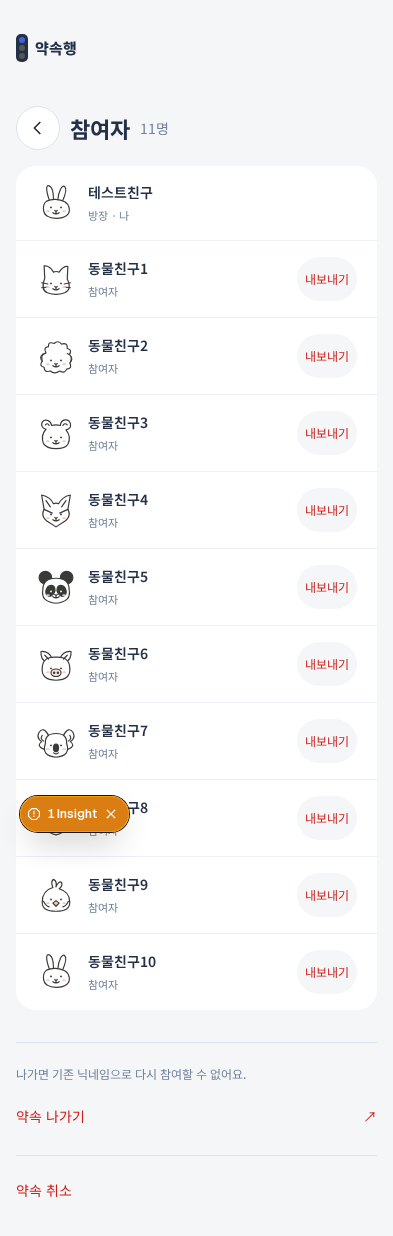 약속행
참여자 11명
테스트친구
방장 · 나
동물친구1
참여자
내보내기
동물친구2
참여자
내보내기
동물친구3
참여자
내보내기
동물친구4
참여자
내보내기
동물친구5
참여자
내보내기
동물친구6
참여자
내보내기
동물친구7
참여자
내보내기
구8
1 Insight
내보내기
동물친구9
참여자
내보내기
동물친구10
참여자
내보내기
나가면 기존 닉네임으로 다시 참여할 수 없어요.
약속 나가기
약속 취소